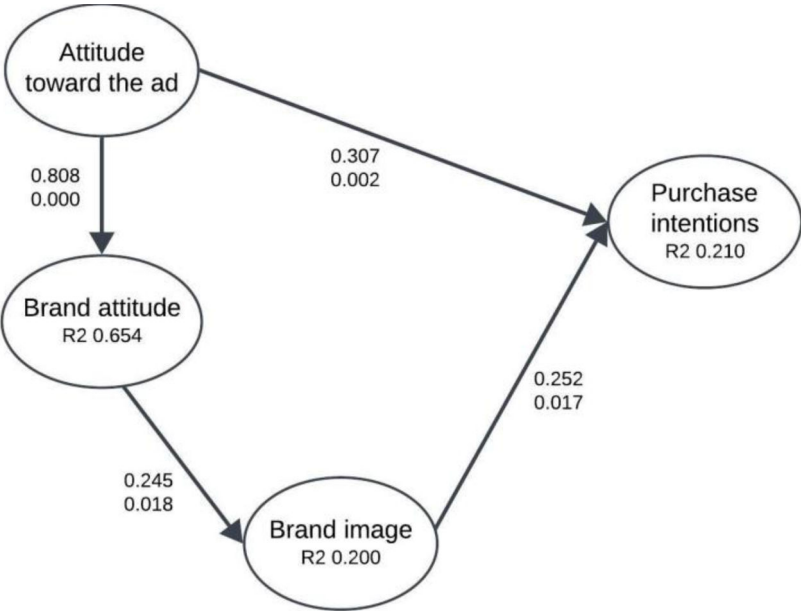 Attitude
toward the ad
0.307
0.002
0.808
0.000
Purchase
intentions
R2 0.210
Brand attitude
R2 0.654
0.252
0.017
0.245
0.018
Brand image
R2 0.200